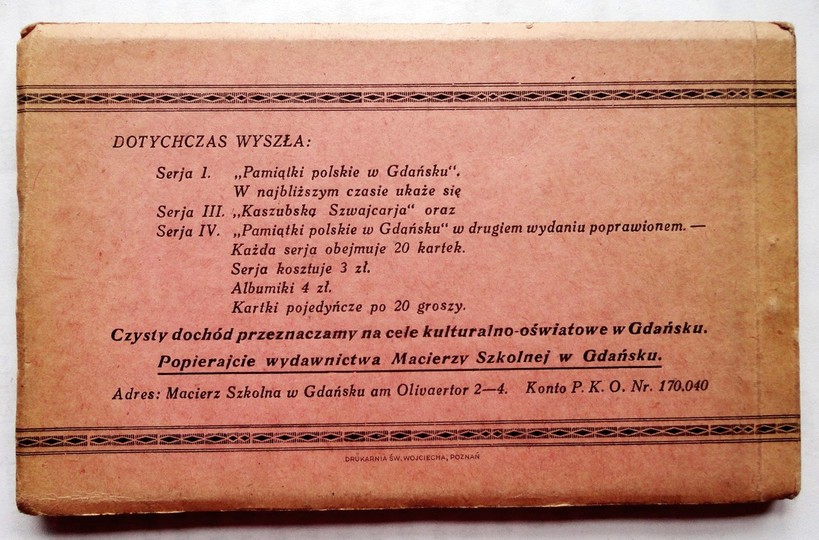 DOTYCHCZAS WYSZŁA:
Serja I. „Pamiątki polskie w Gdańsku".
W najbliższym czasie ukaże się
Serja III. „Kaszubska Szwajcarja" oraz
Serja IV. „Pamiątki polskie w Gdańsku" w drugiem wydaniu poprawionem. —
Każda serja obejmuje 20 kartek.
Serja kosztuje 3 zł.
Albumiki 4 zł.
Kartki pojedyńcze po 20 groszy.
Czysty dochód przeznaczamy na cele kulturalno-oświatowe w Gdańsku.
Popierajcie wydawnictwa Macierzy Szkolnej w Gdańsku.
Adres: Macierz Szkolna w Gdańsku am Olivaertor 2—4. Konto P. K. O. Nr. 170,040
DRUKARNIA ŚW. WOJCIECHA, POZNAŃ